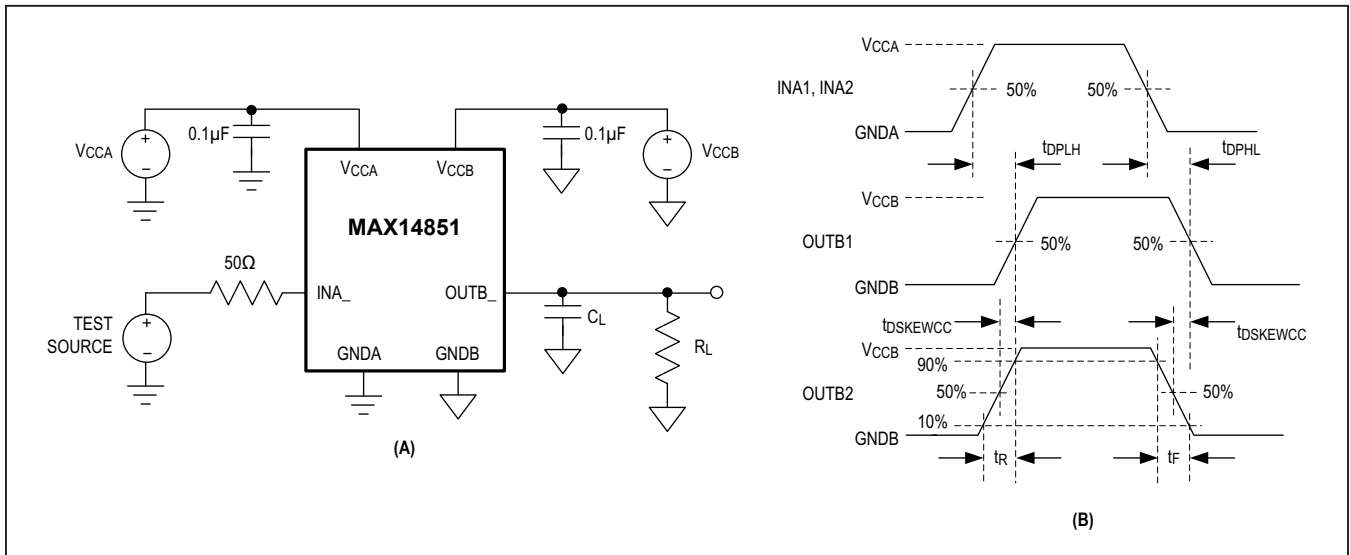 VCCA
+
−
0.1µF
0.1µF
+
−
VCCB
VCCA
VCCB
MAX14851
50Ω
TEST
SOURCE
+
−
INA_
OUTB_
GNDA
GNDB
CL
RL
(A)
VCCA
INA1, INA2
50%
50%
GNDA
tDPLH
tDPHL
VCCB
OUTB1
50%
50%
GNDB
tDSKEWCC
tDSKEWCC
VCCB
90%
50%
50%
OUTB2
10%
GNDB
tR
tF
(B)